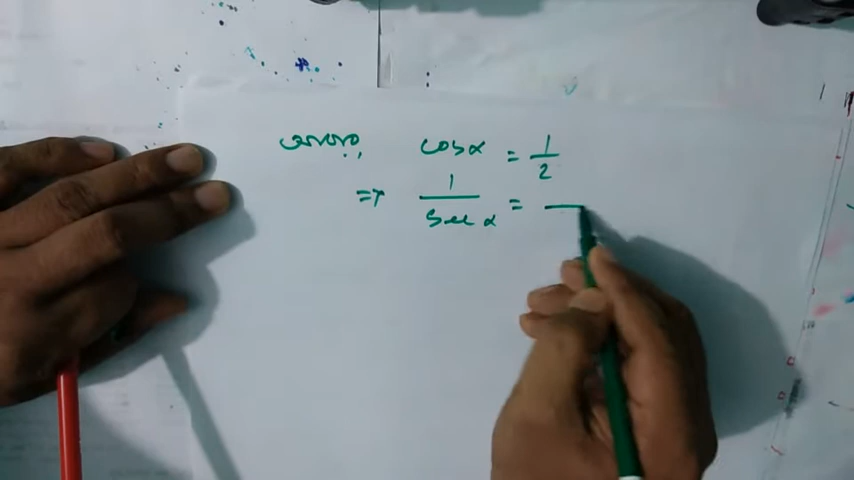 cosα = 1/2
=> 1/secα =